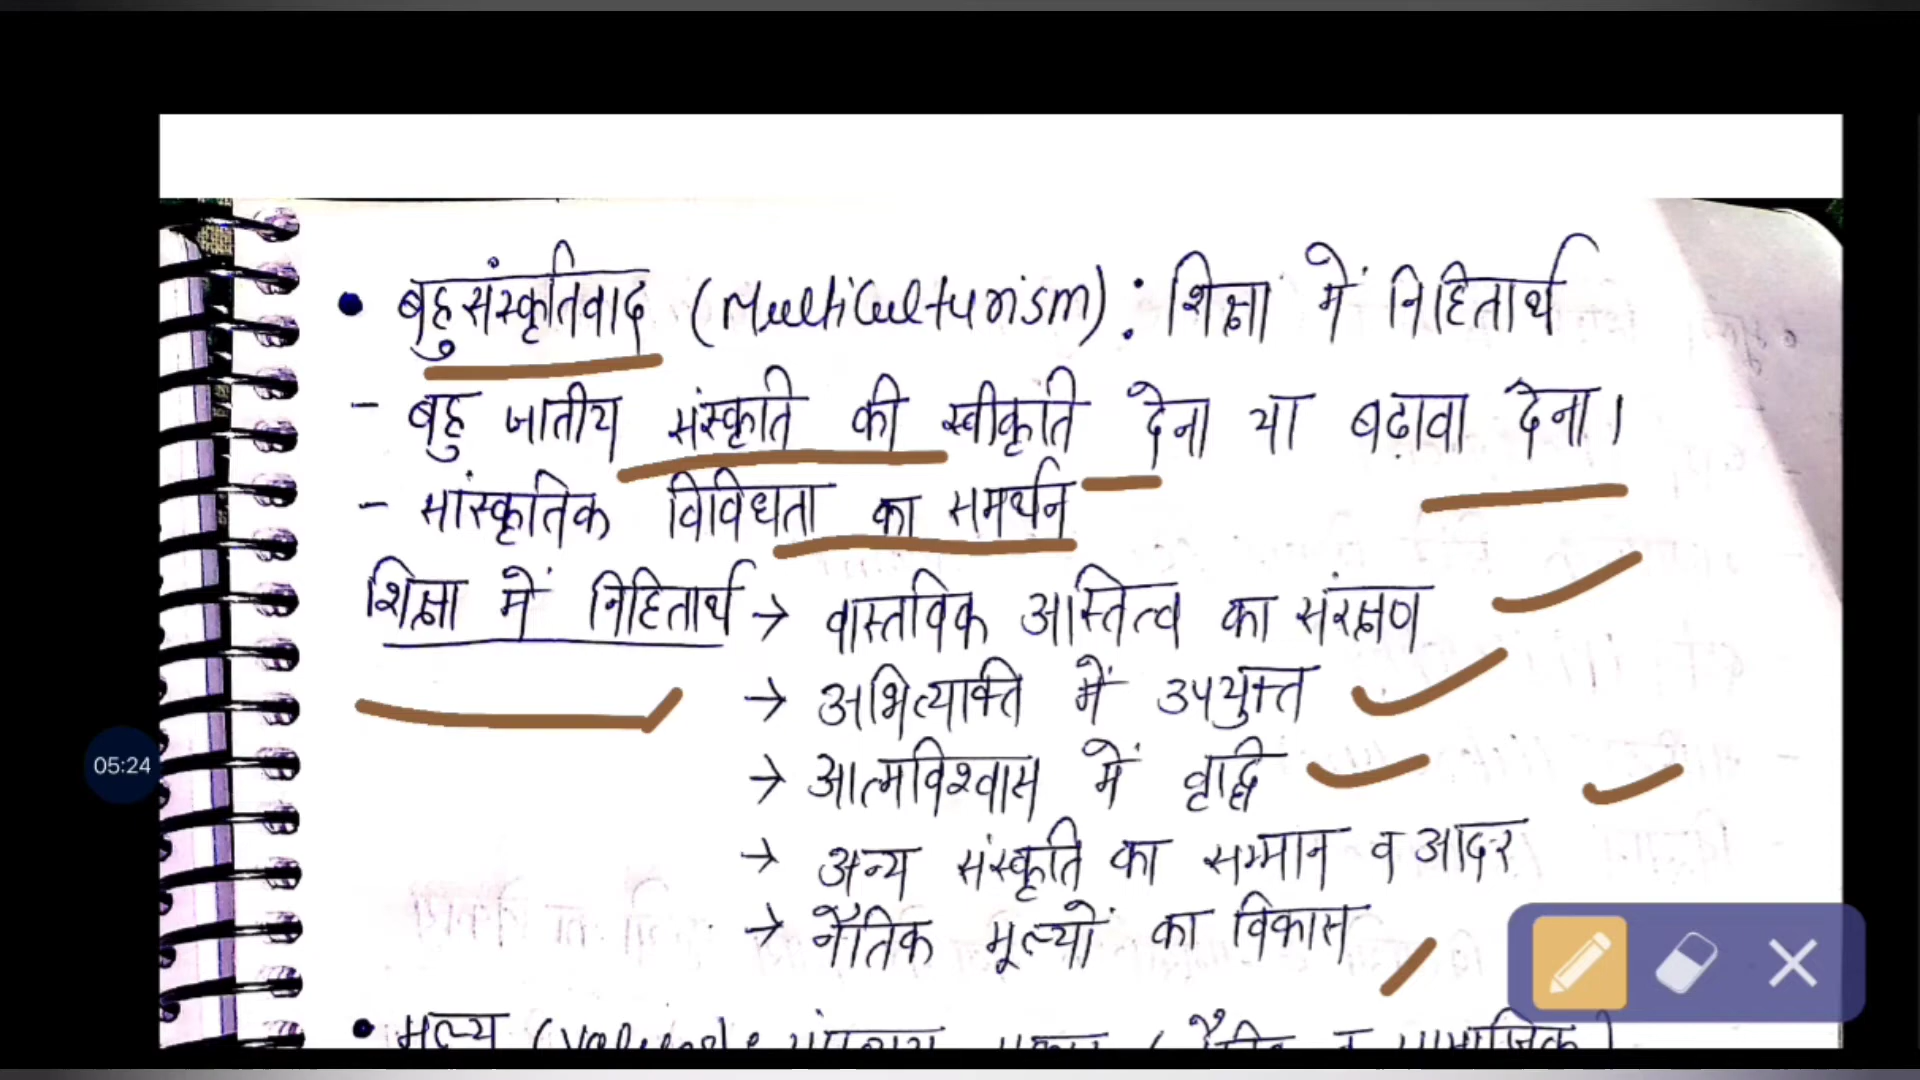 • बहुसंस्कृतिवाद (Multiculturism) : शिक्षा में निहितार्थ
- बहु जातीय संस्कृति की स्वीकृति देना या बढ़ावा देना।
- सांस्कृतिक विविधता का समर्थन
शिक्षा में निहितार्थ → वास्तविक अस्तित्व का संरक्षण
→ अभित्याक्ति में उपयुक्त
→ आत्मविश्वास में वृद्धि
05:24
→ अन्य संस्कृति का सम्मान व आदर
→ नैतिक मूल्यों का विकास
• मूल्य (